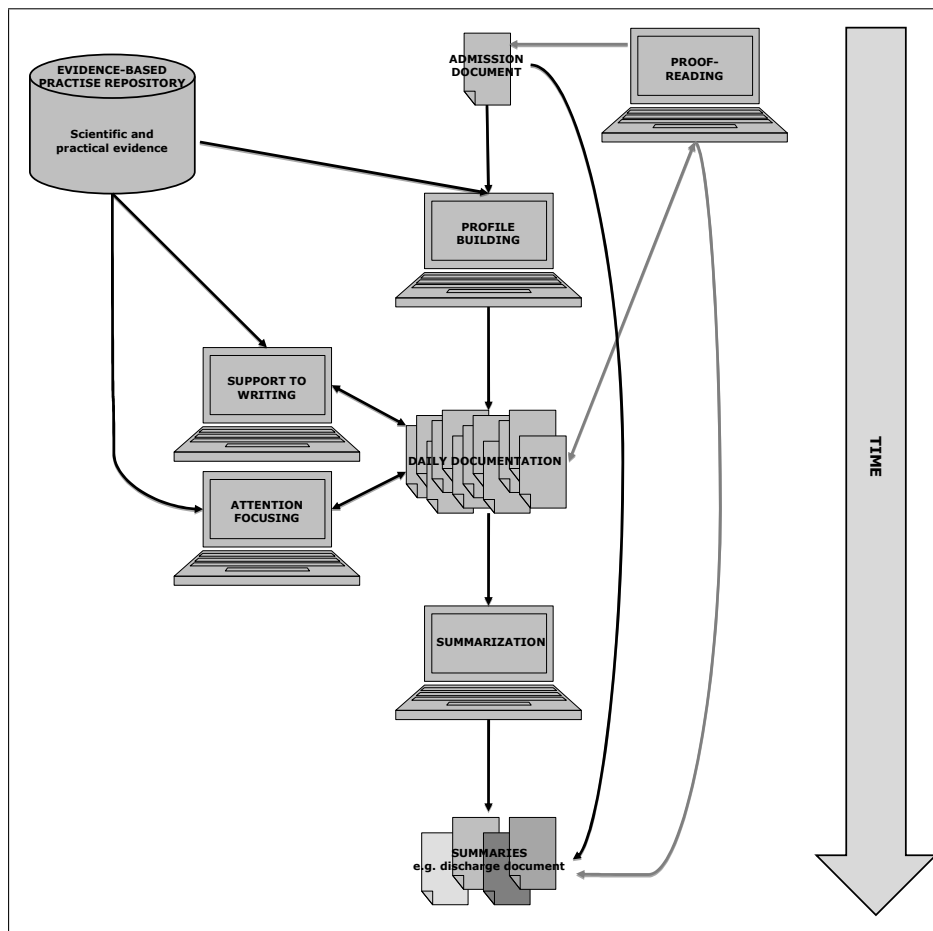 EVIDENCE-BASED
PRACTISE REPOSITORY
Scientific and
practical evidence
ADMISSION
DOCUMENT
PROOF-
READING
PROFILE
BUILDING
SUPPORT TO
WRITING
DAILY DOCUMENTATION
ATTENTION
FOCUSING
TIME
SUMMARIZATION
SUMMARIES
e.g. discharge document